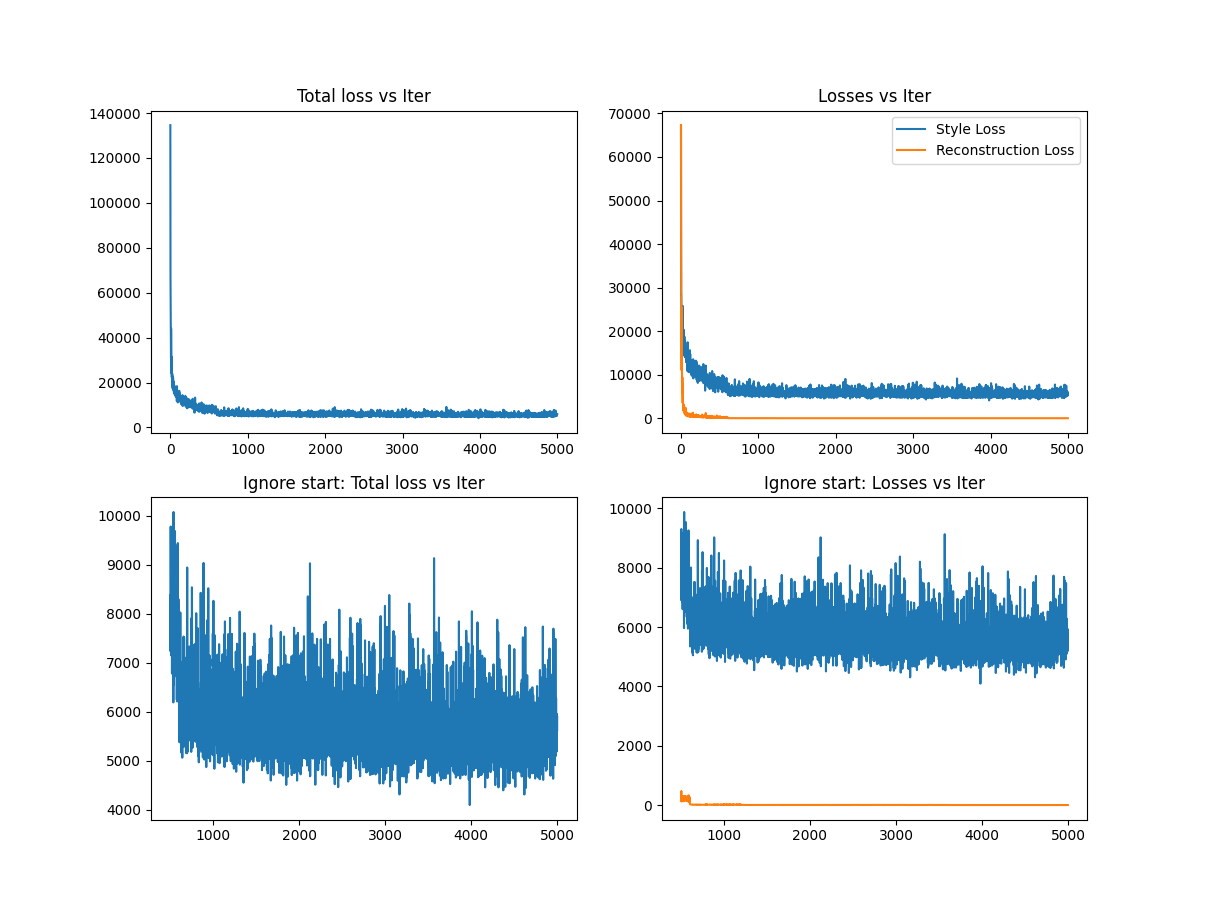 Total loss vs Iter
140000
120000
100000
80000
60000
40000
20000
0
0 1000 2000 3000 4000 5000
Losses vs Iter
70000
60000
50000
40000
30000
20000
10000
0
Style Loss
Reconstruction Loss
0 1000 2000 3000 4000 5000
Ignore start: Total loss vs Iter
10000
9000
8000
7000
6000
5000
4000
1000 2000 3000 4000 5000
Ignore start: Losses vs Iter
10000
8000
6000
4000
2000
0
1000 2000 3000 4000 5000